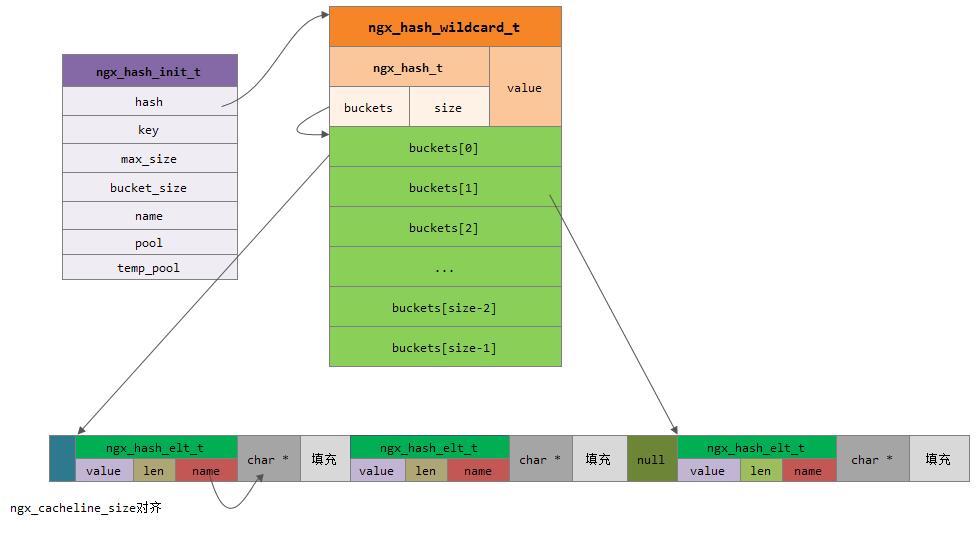 ngx_hash_wildcard_t
ngx_hash_t
value
buckets
size
ngx_hash_init_t
hash
key
max_size
bucket_size
name
pool
temp_pool
buckets[0]
buckets[1]
buckets[2]
...
buckets[size-2]
buckets[size-1]
ngx_hash_elt_t
value
len
name
char *
填充
ngx_hash_elt_t
value
len
name
char *
填充
null
ngx_hash_elt_t
value
len
name
char *
填充
ngx_cacheline_size对齐